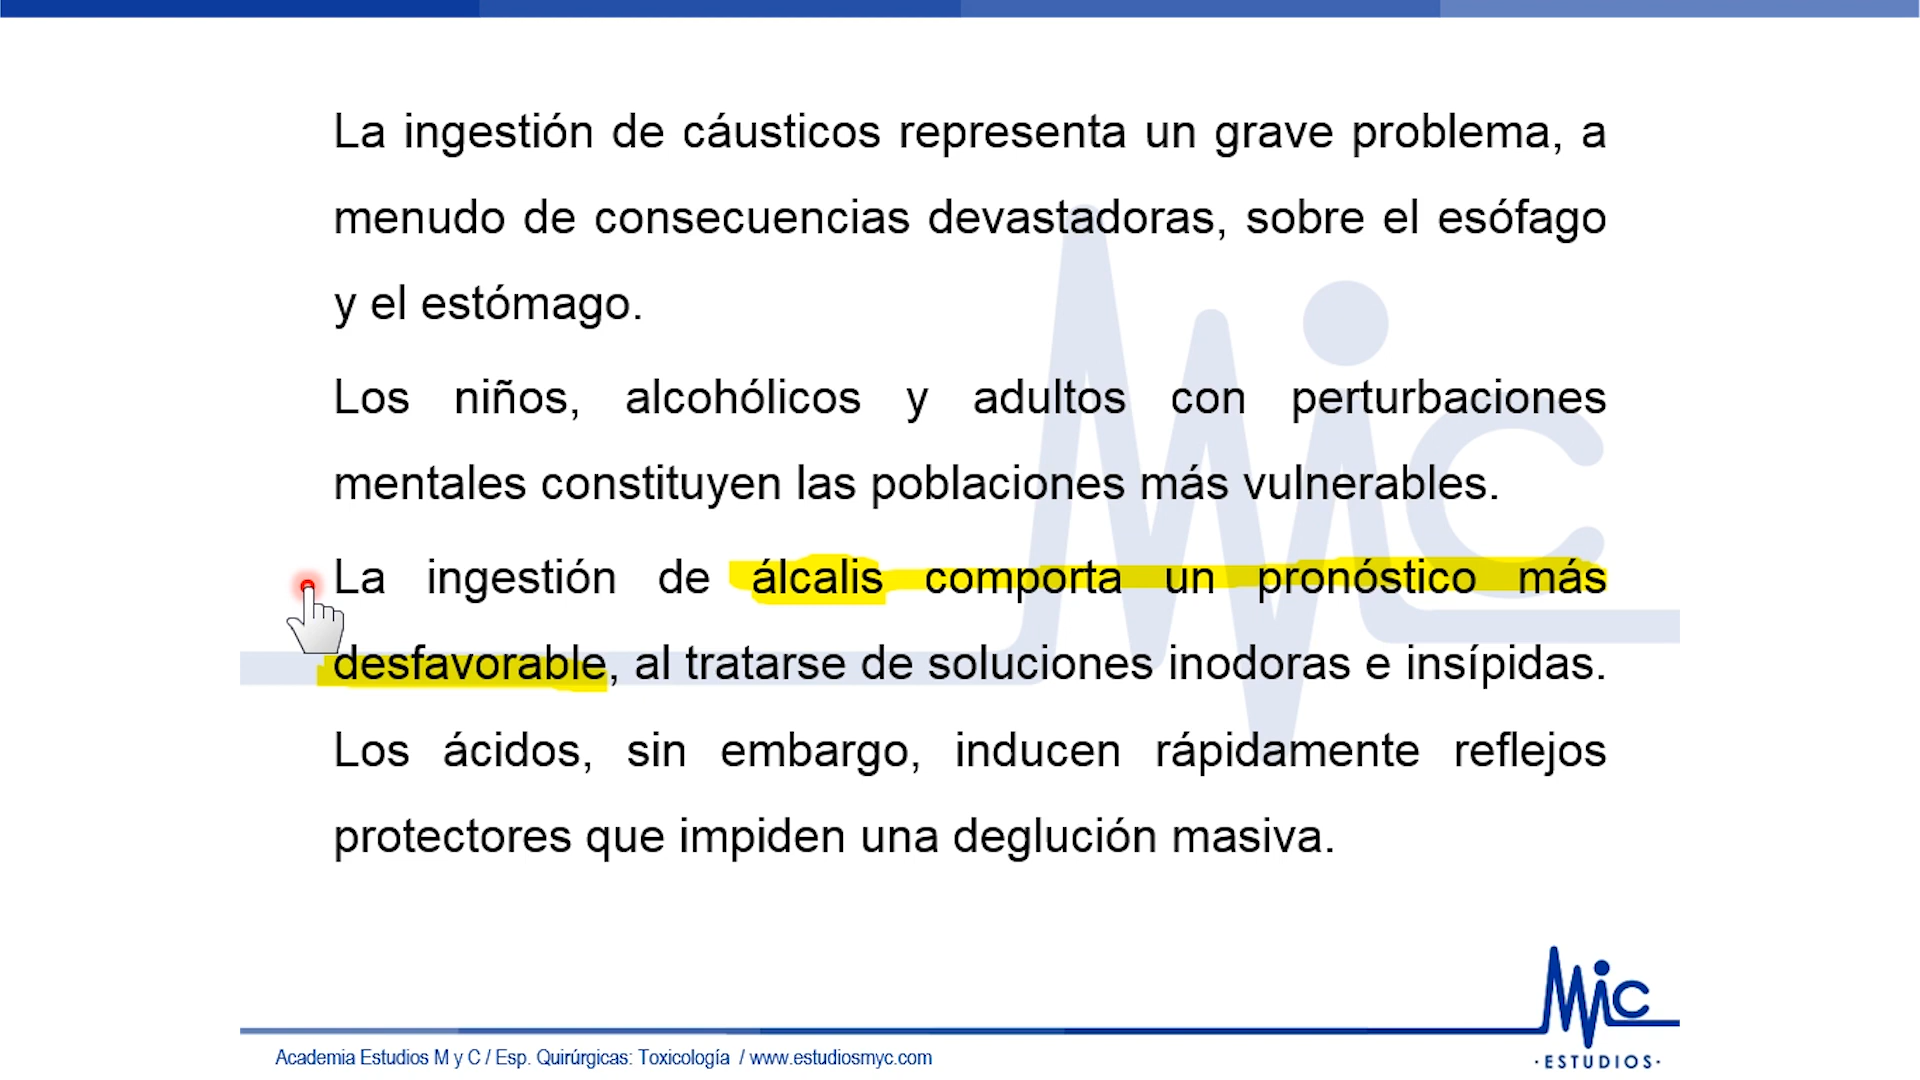 La ingestión de cáusticos representa un grave problema, a
menudo de consecuencias devastadoras, sobre el esófago
y el estómago.
Los niños, alcohólicos y adultos con perturbaciones
mentales constituyen las poblaciones más vulnerables.
La ingestión de álcalis comporta un pronóstico más
desfavorable, al tratarse de soluciones inodoras e insípidas.
Los ácidos, sin embargo, inducen rápidamente reflejos
protectores que impiden una deglución masiva.
MiC
MiC
·ESTUDIOS·
Academia Estudios M y C / Esp. Quirúrgicas: Toxicología / www.estudiosmyc.com